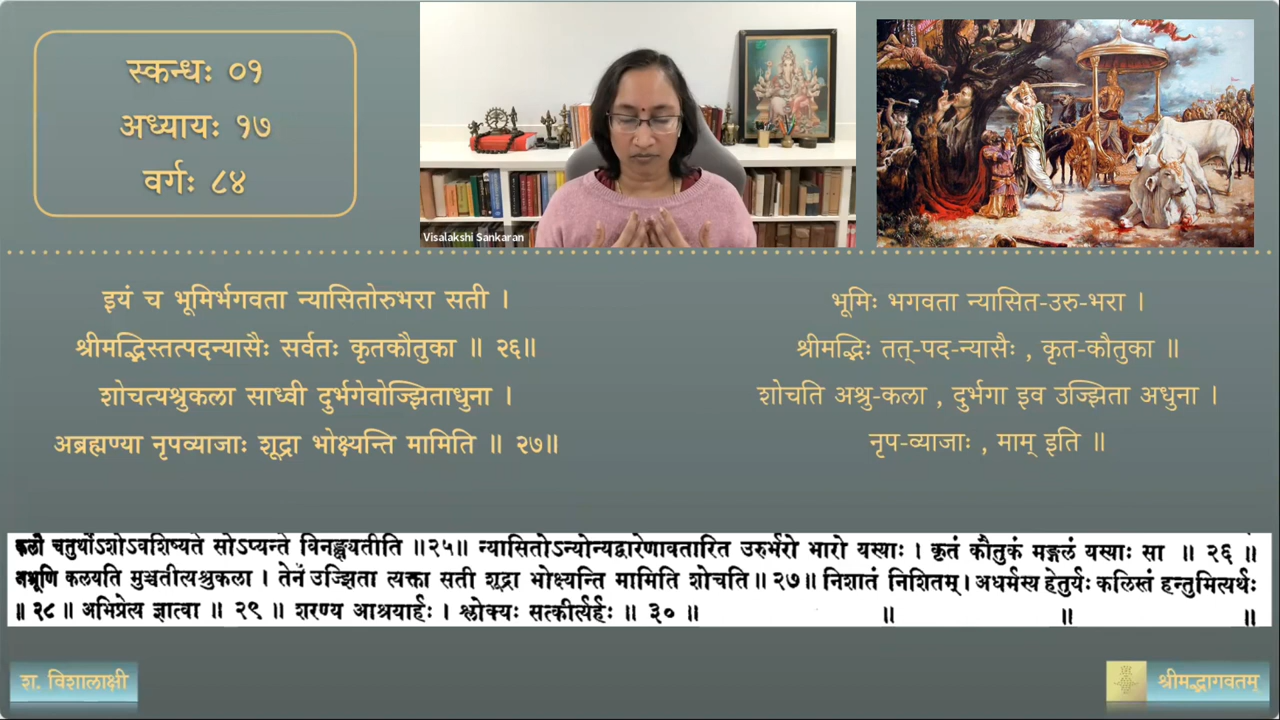 स्कन्धः ०१
अध्यायः १७
वर्गः ८४
Visalakshi Sankaran
इयं च भूमिर्भगवता न्यासितोरुभरा सती ।
श्रीमद्भिस्तत्पदन्यासैः सर्वतः कृतकौतुका ॥ २६॥
शोचत्यश्रुकला साध्वी दुर्भगेवोज्झिताधुना ।
अब्रह्मण्या नृपव्याजाः शूद्रा भोक्ष्यन्ति मामिति ॥ २७॥
भूमिः भगवता न्यासित-उरु-भरा ।
श्रीमद्भिः तत्-पद-न्यासैः , कृत-कौतुका ॥
शोचति अश्रु-कला , दुर्भगा इव उज्झिता अधुना ।
नृप-व्याजाः , माम् इति ॥
कलौ चतुर्थोंऽशोऽवशिष्यते सोऽप्यन्ते विनङ्क्ष्यतीति ॥२५॥ न्यासितोऽन्योन्यद्वारेणावतारित उरुर्भरो भारो यस्याः । कृतं कौतुकं मङ्गलं यस्याः सा ॥ २६ ॥
अश्रूणि कलयति मुञ्चतीत्यश्रुकला । तेन उज्झिता त्यक्ता सती शूद्रा भोक्ष्यन्ति मामिति शोचति॥ २७॥ निशातं निशितम्। अधर्मस्य हेतुर्यः कलिस्तं हन्तुमित्यर्थः
॥ २८ ॥ अभिप्रेत्य ज्ञात्वा ॥ २९ ॥ शरण्य आश्रयार्हः । श्लोक्यः सत्कीर्त्यर्हः ॥ ३० ॥ ॥ ॥ ॥
श. विशालाक्षी
श्रीमद्भागवतम्